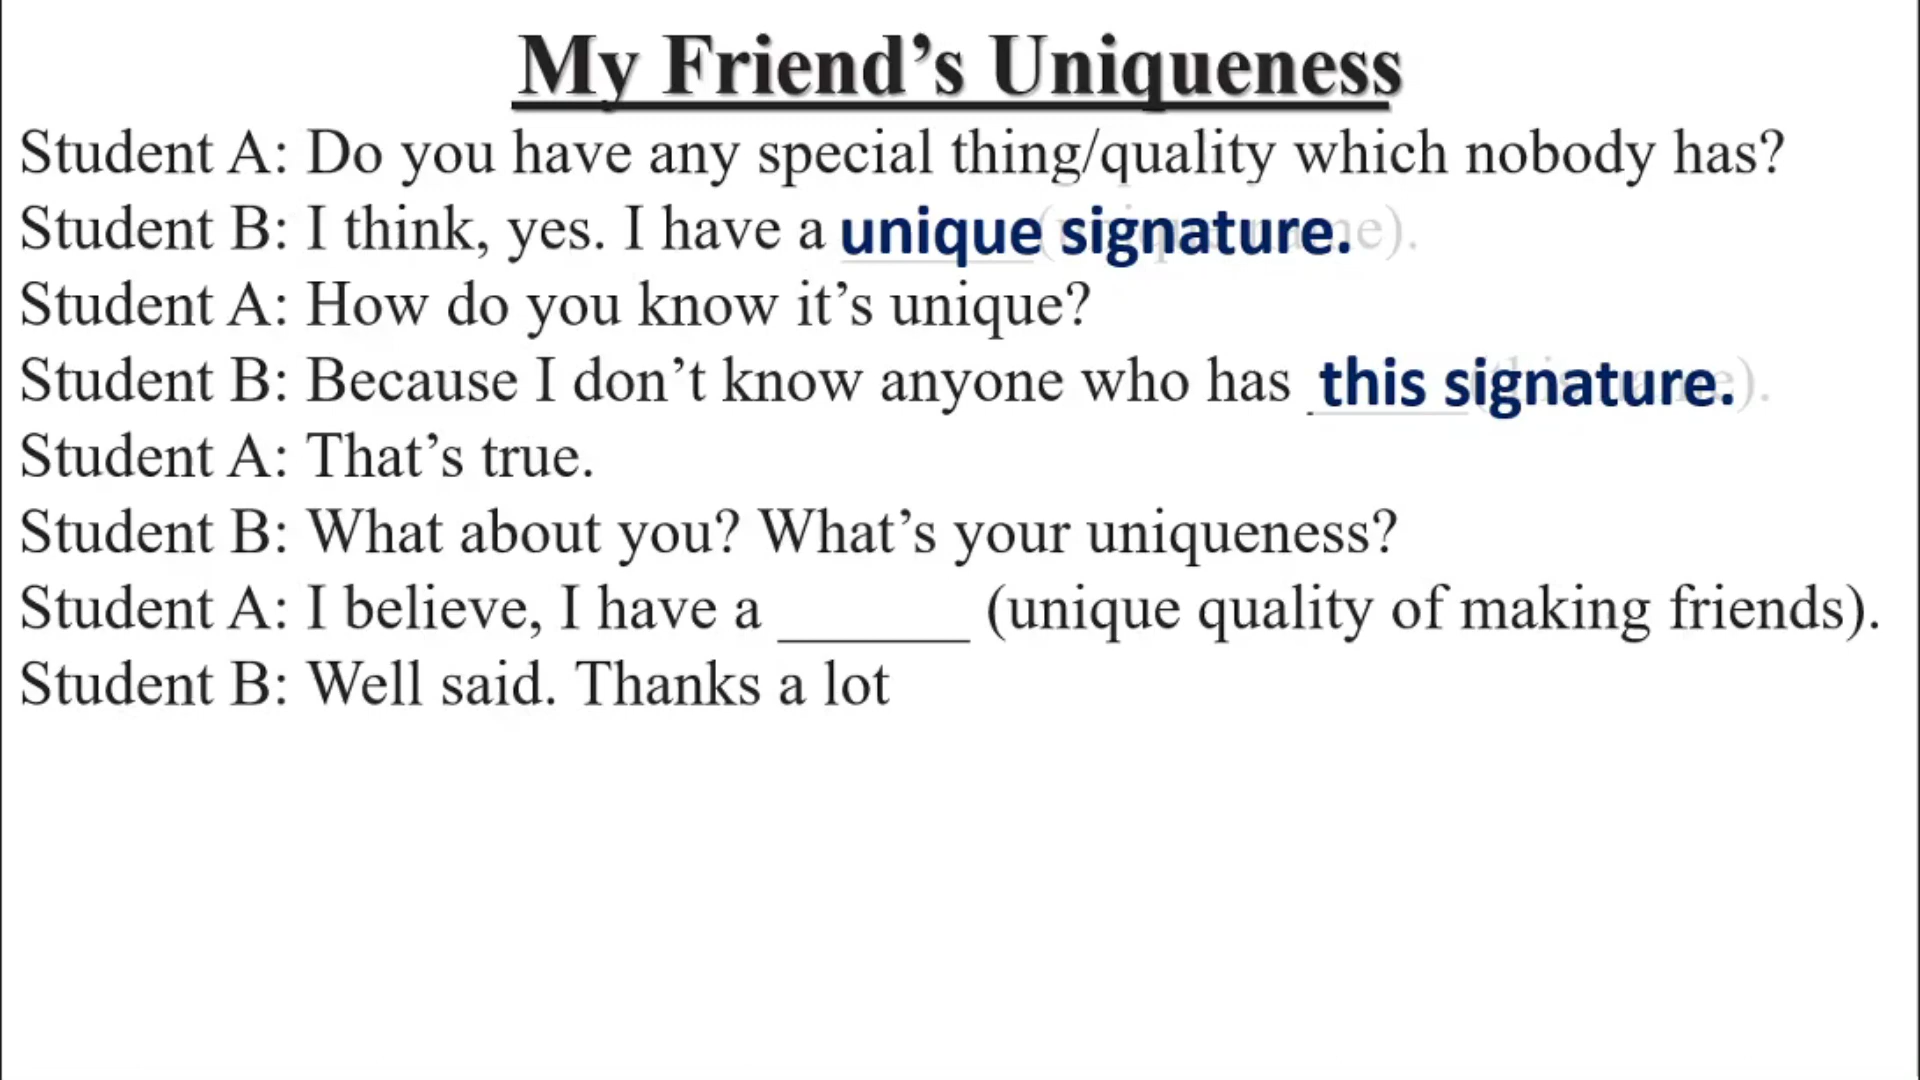 My Friend’s Uniqueness
Student A: Do you have any special thing/quality which nobody has?
Student B: I think, yes. I have a unique signature.
Student A: How do you know it’s unique?
Student B: Because I don’t know anyone who has this signature.
Student A: That’s true.
Student B: What about you? What’s your uniqueness?
Student A: I believe, I have a ______ (unique quality of making friends).
Student B: Well said. Thanks a lot